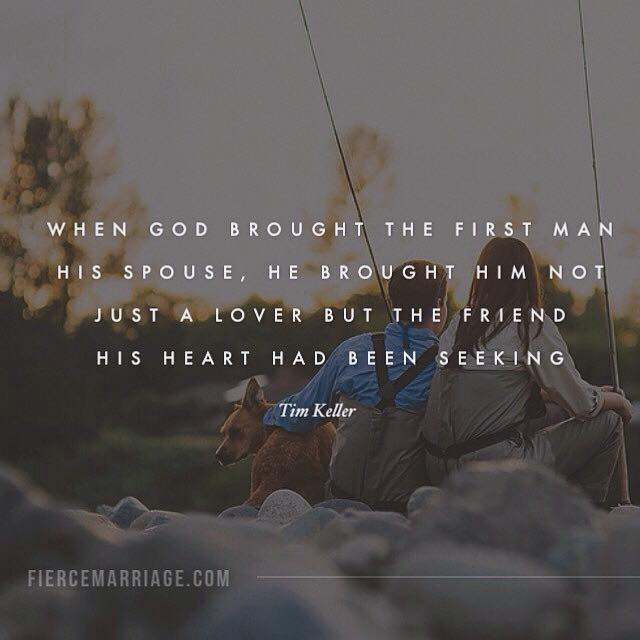 WHEN GOD BROUGHT THE FIRST MAN
HIS SPOUSE, HE BROUGHT HIM NOT
JUST A LOVER BUT THE FRIEND
HIS HEART HAD BEEN SEEKING
Tim Keller
FIERCEMARRIAGE.COM